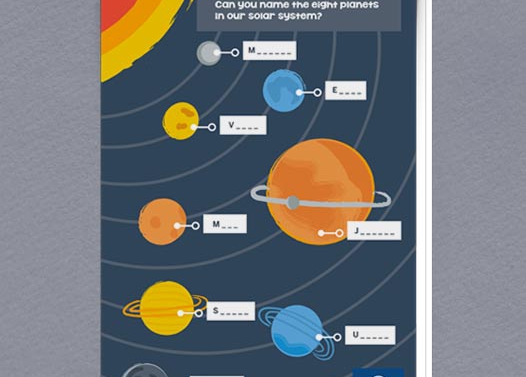 Can you name the eight planets
in our solar system?
M______
E____
V____
M___
J______
S_____
U_____